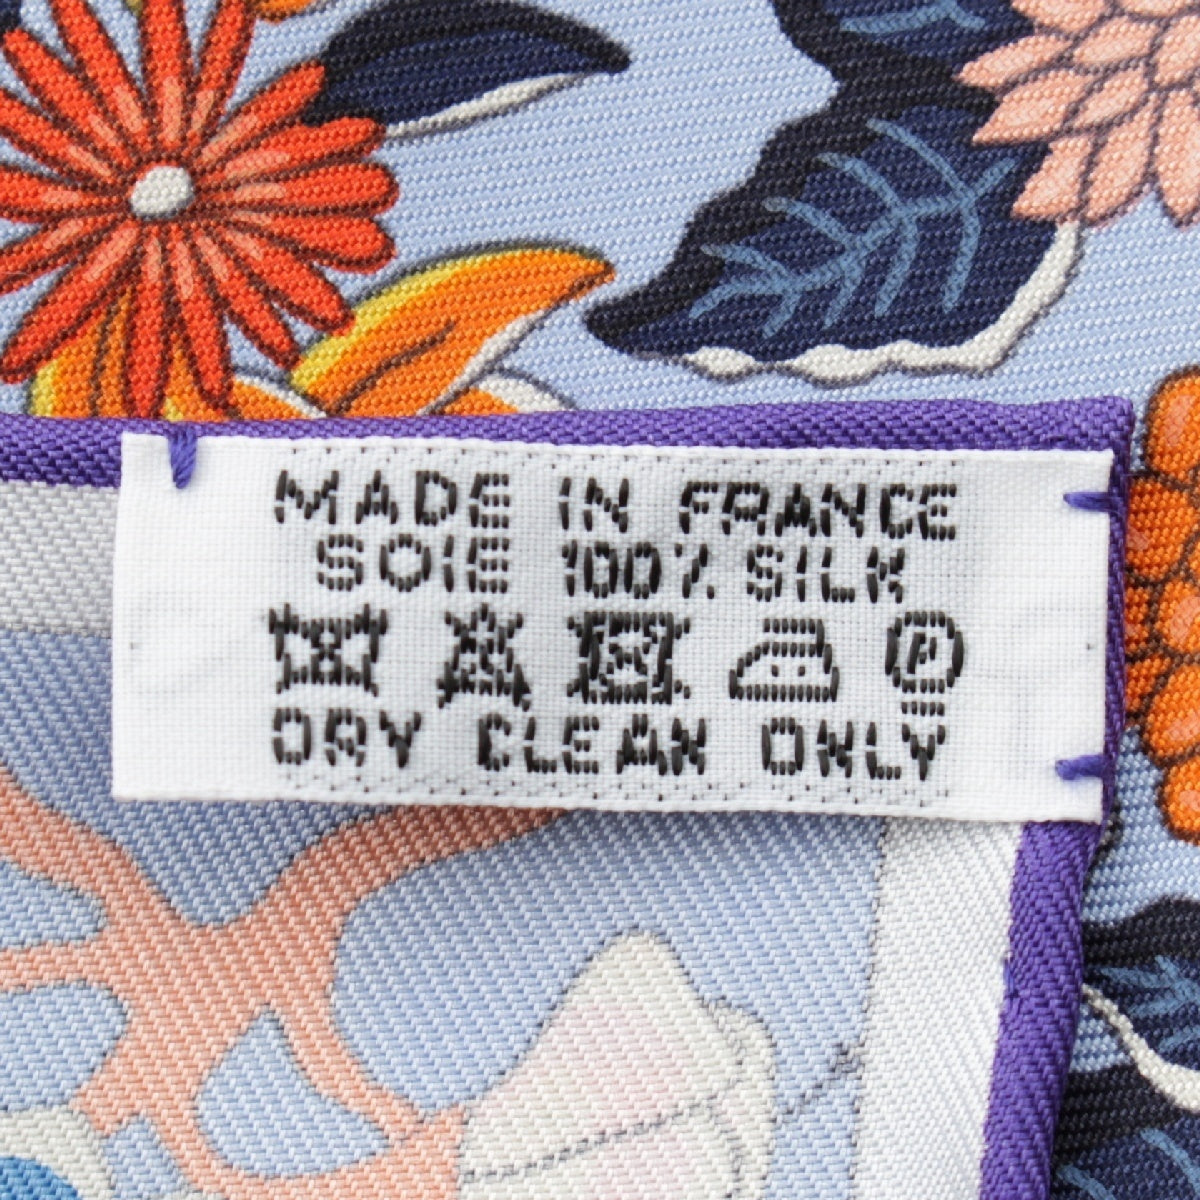 MADE IN FRANCE
SOIE 100% SILK
P
DRY CLEAN ONLY